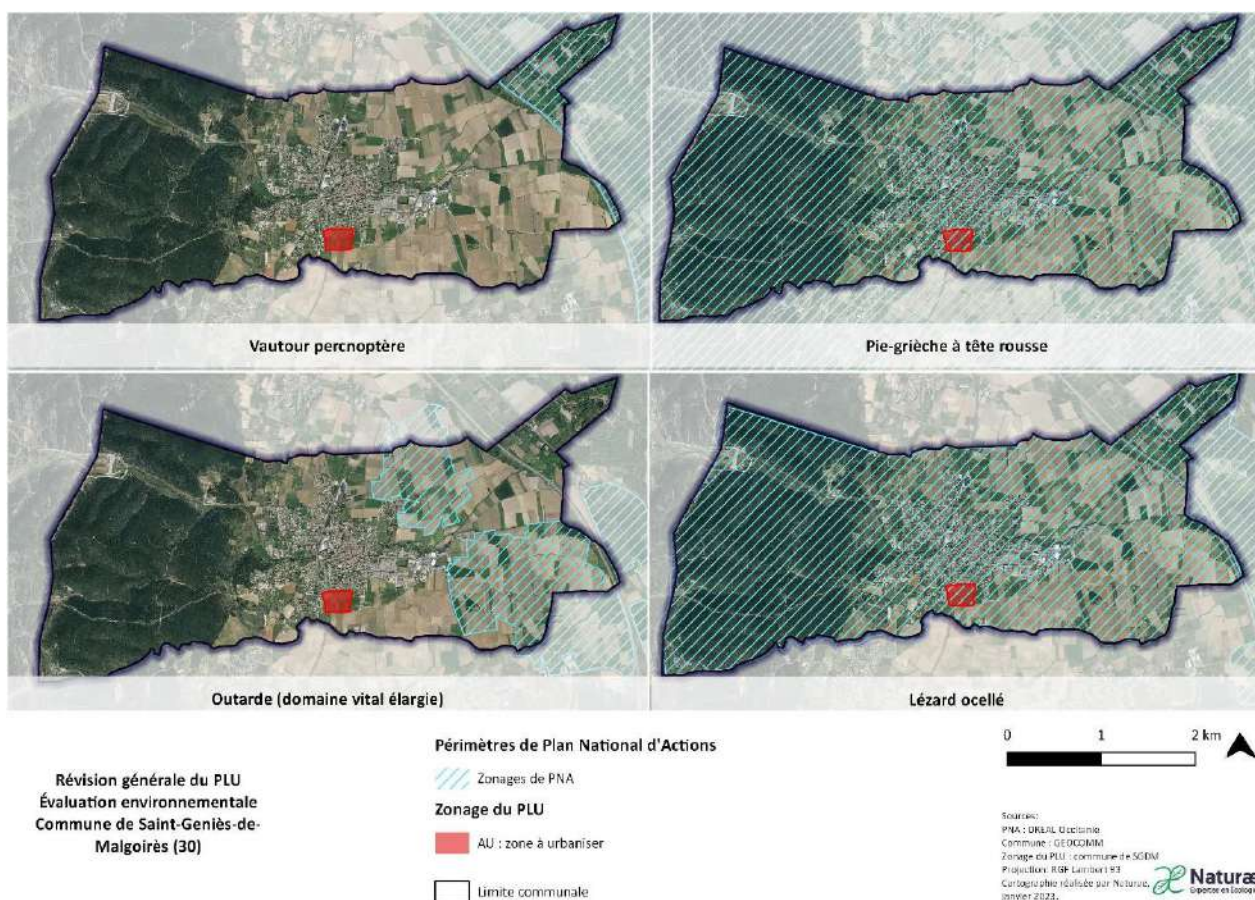 Vautour percnoptère
Pie-grièche à tête rousse
Outarde (domaine vital élargie)
Lézard ocellé
Révision générale du PLU
Évaluation environnementale
Commune de Saint-Geniès-de-
Malgoirès (30)
Périmètres de Plan National d'Actions
Zonages de PNA
Zonage du PLU
AU : zone à urbaniser
Limite communale
0 1 2 km
Sources:
PNA : DREAL Occitanie
Commune : GEOCOMM
Zonage du PLU : commune de SGDM
Projection: RGF Lambert 93
Cartographie réalisée par Naturae,
janvier 2023.
Naturæ
Expertise en Écologie